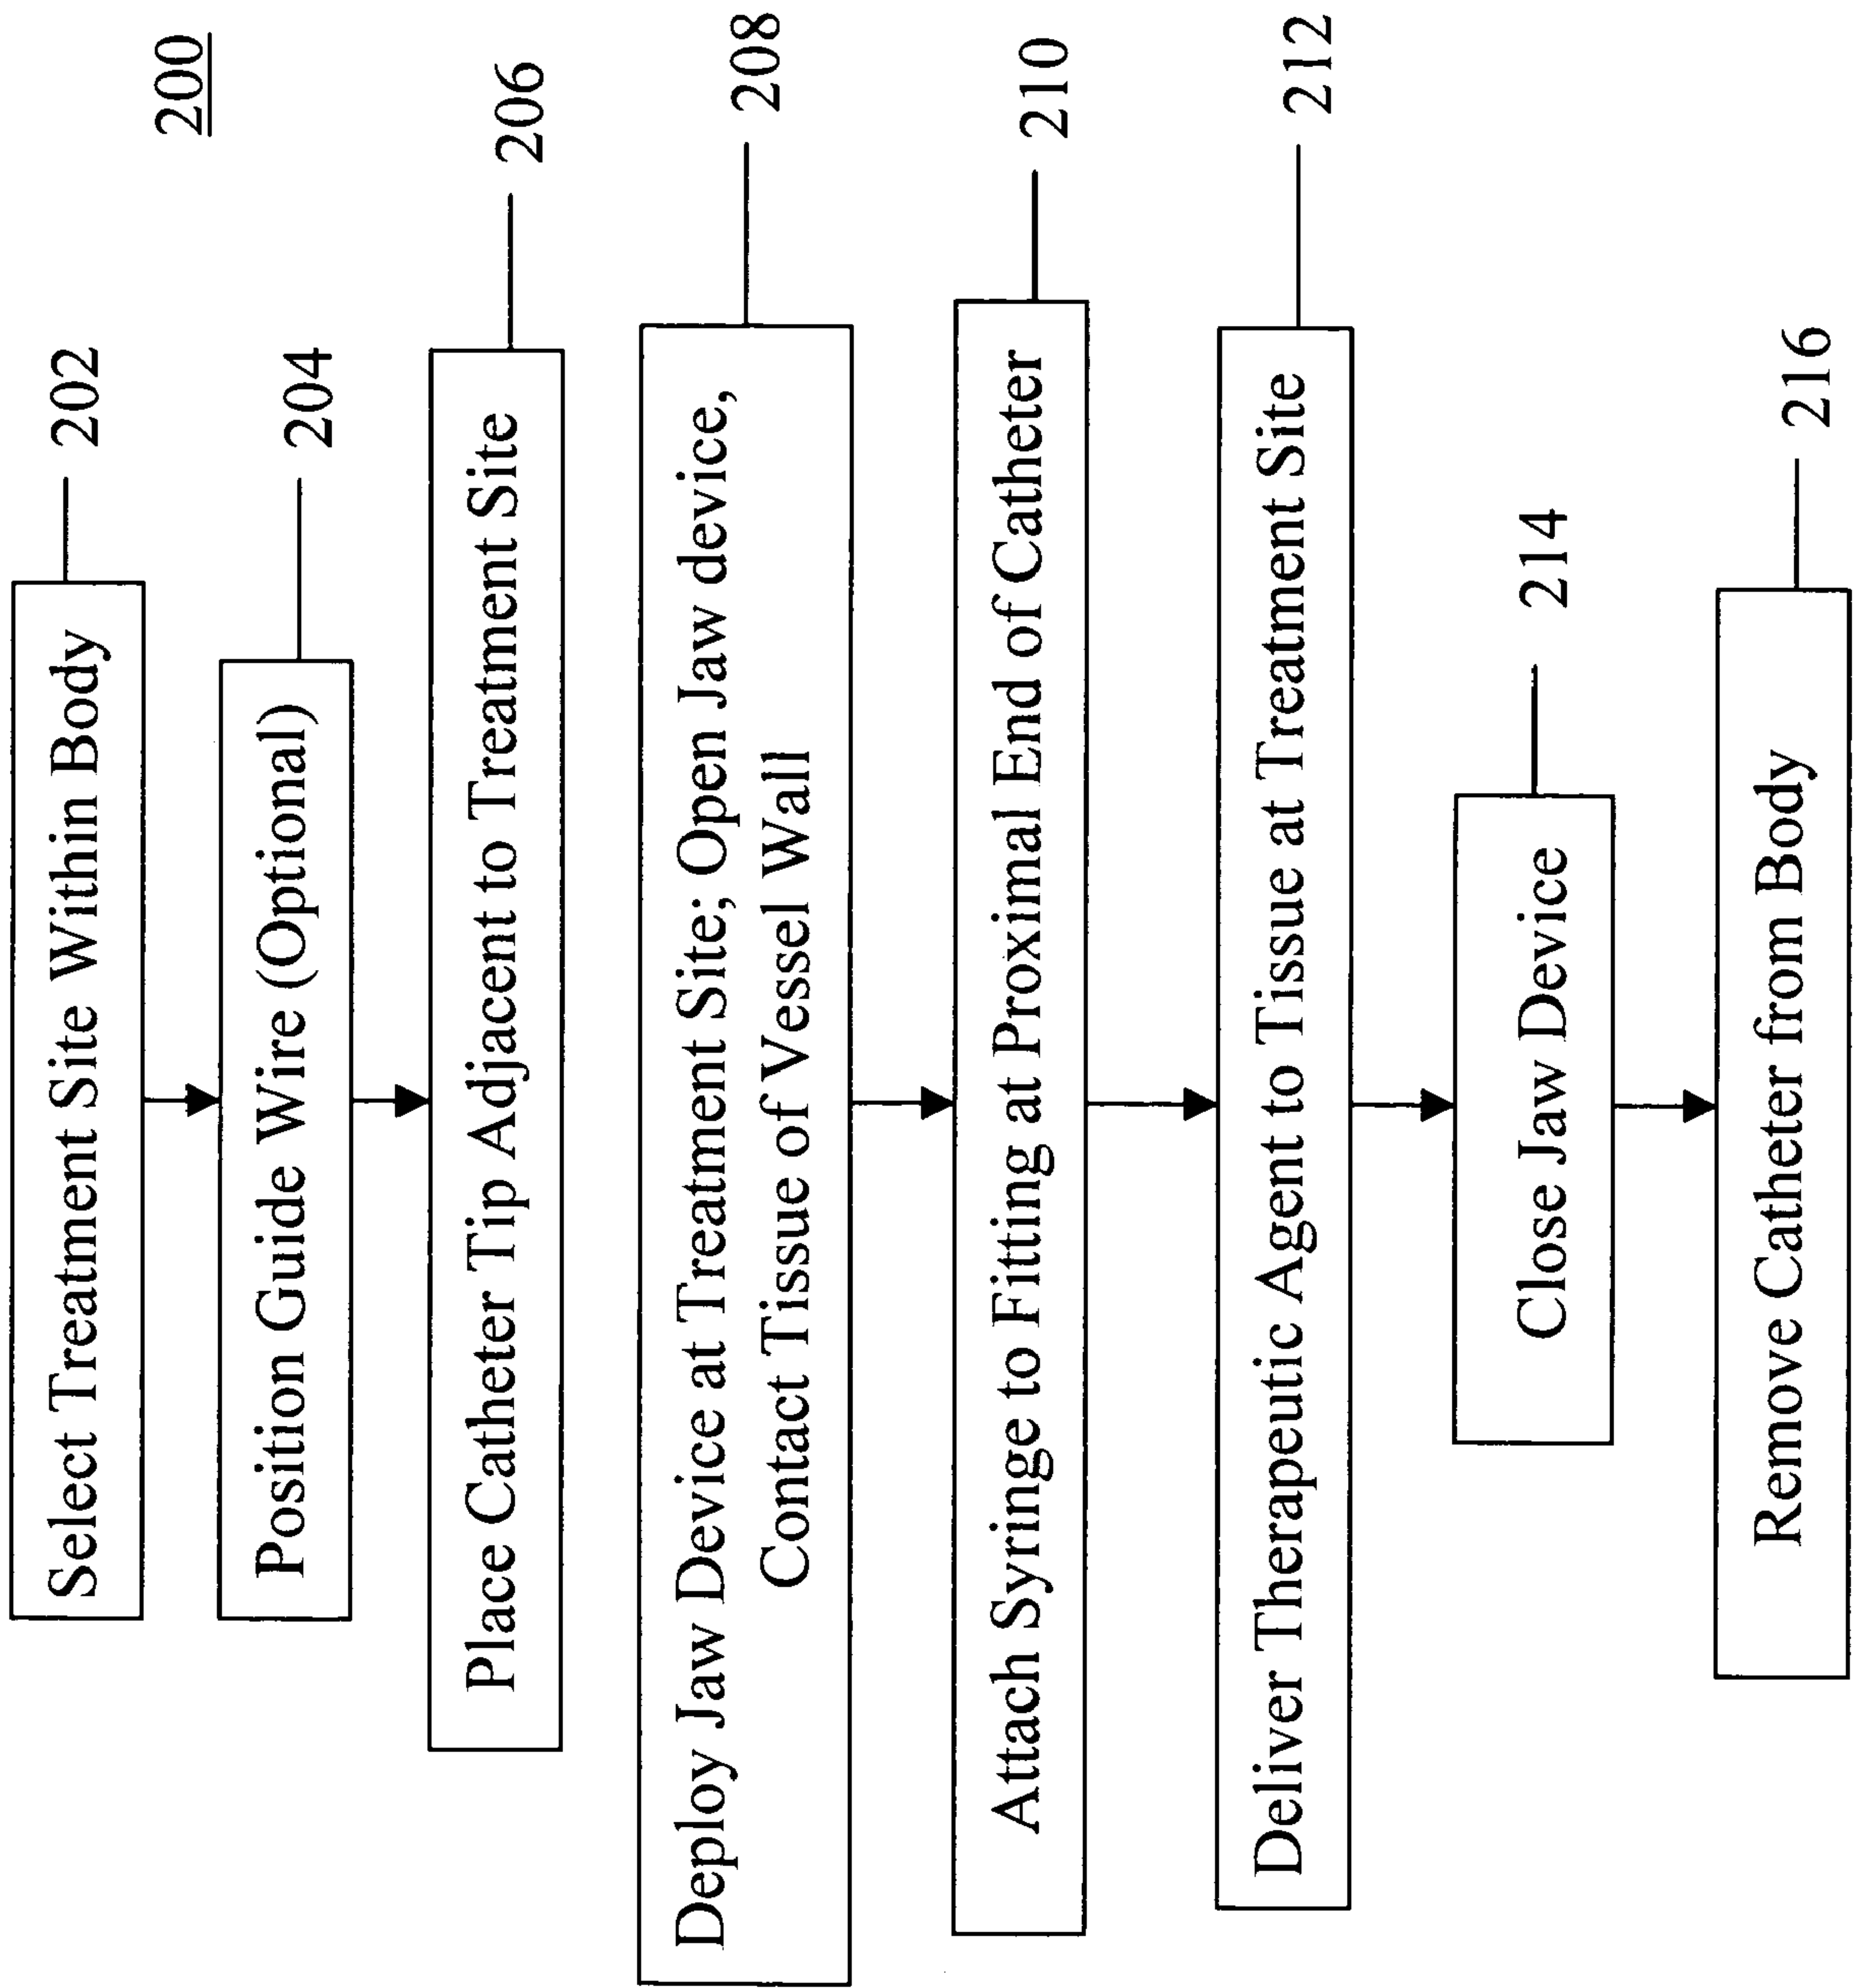 200
Select Treatment Site Within Body
202
Position Guide Wire (Optional)
204
Place Catheter Tip Adjacent to Treatment Site
206
Deploy Jaw Device at Treatment Site; Open Jaw device,
Contact Tissue of Vessel Wall
208
Attach Syringe to Fitting at Proximal End of Catheter
210
Deliver Therapeutic Agent to Tissue at Treatment Site
212
Close Jaw Device
214
Remove Catheter from Body
216